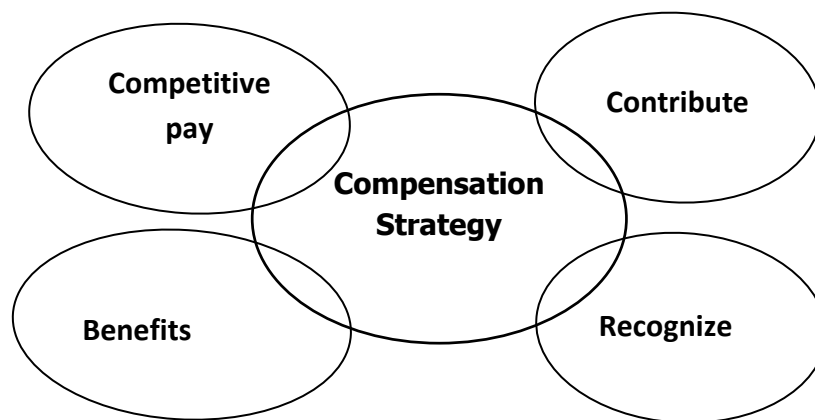 Competitive
pay
Contribute
Compensation
Strategy
Benefits
Recognize